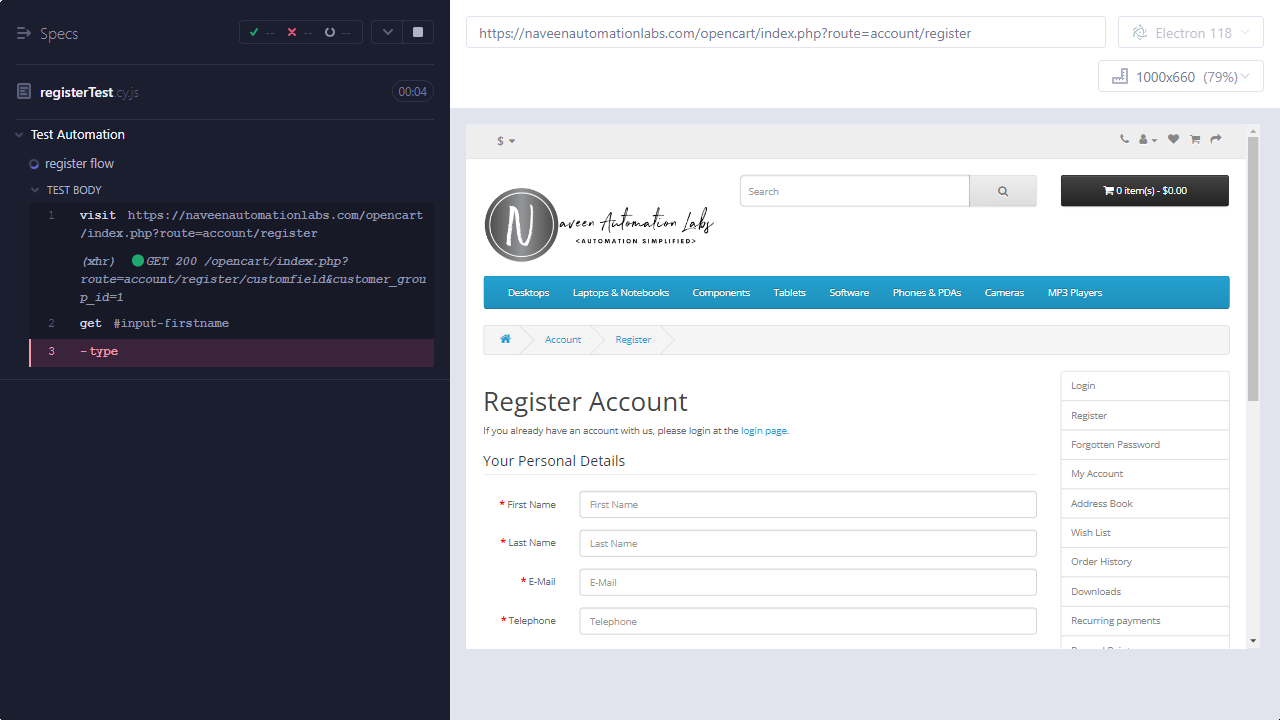 Specs
--
--
--
registerTest.cy.js
00:04
Test Automation
register flow
TEST BODY
1 visit https://naveenautomationlabs.com/opencart
/index.php?route=account/register
(xhr) GET 200 /opencart/index.php?
route=account/register/customfield&customer_grou
p_id=1
2 get #input-firstname
3 -type
https://naveenautomationlabs.com/opencart/index.php?route=account/register
Electron 118
1000x660 (79%)
$
N
aveen Automation Labs
<AUTOMATION SIMPLIFIED>
Search
0 item(s) - $0.00
Desktops Laptops & Notebooks Components Tablets Software Phones & PDAs Cameras MP3 Players
Account Register
Register Account
If you already have an account with us, please login at the login page.
Your Personal Details
* First Name First Name
* Last Name Last Name
* E-Mail E-Mail
* Telephone Telephone
Login
Register
Forgotten Password
My Account
Address Book
Wish List
Order History
Downloads
Recurring payments